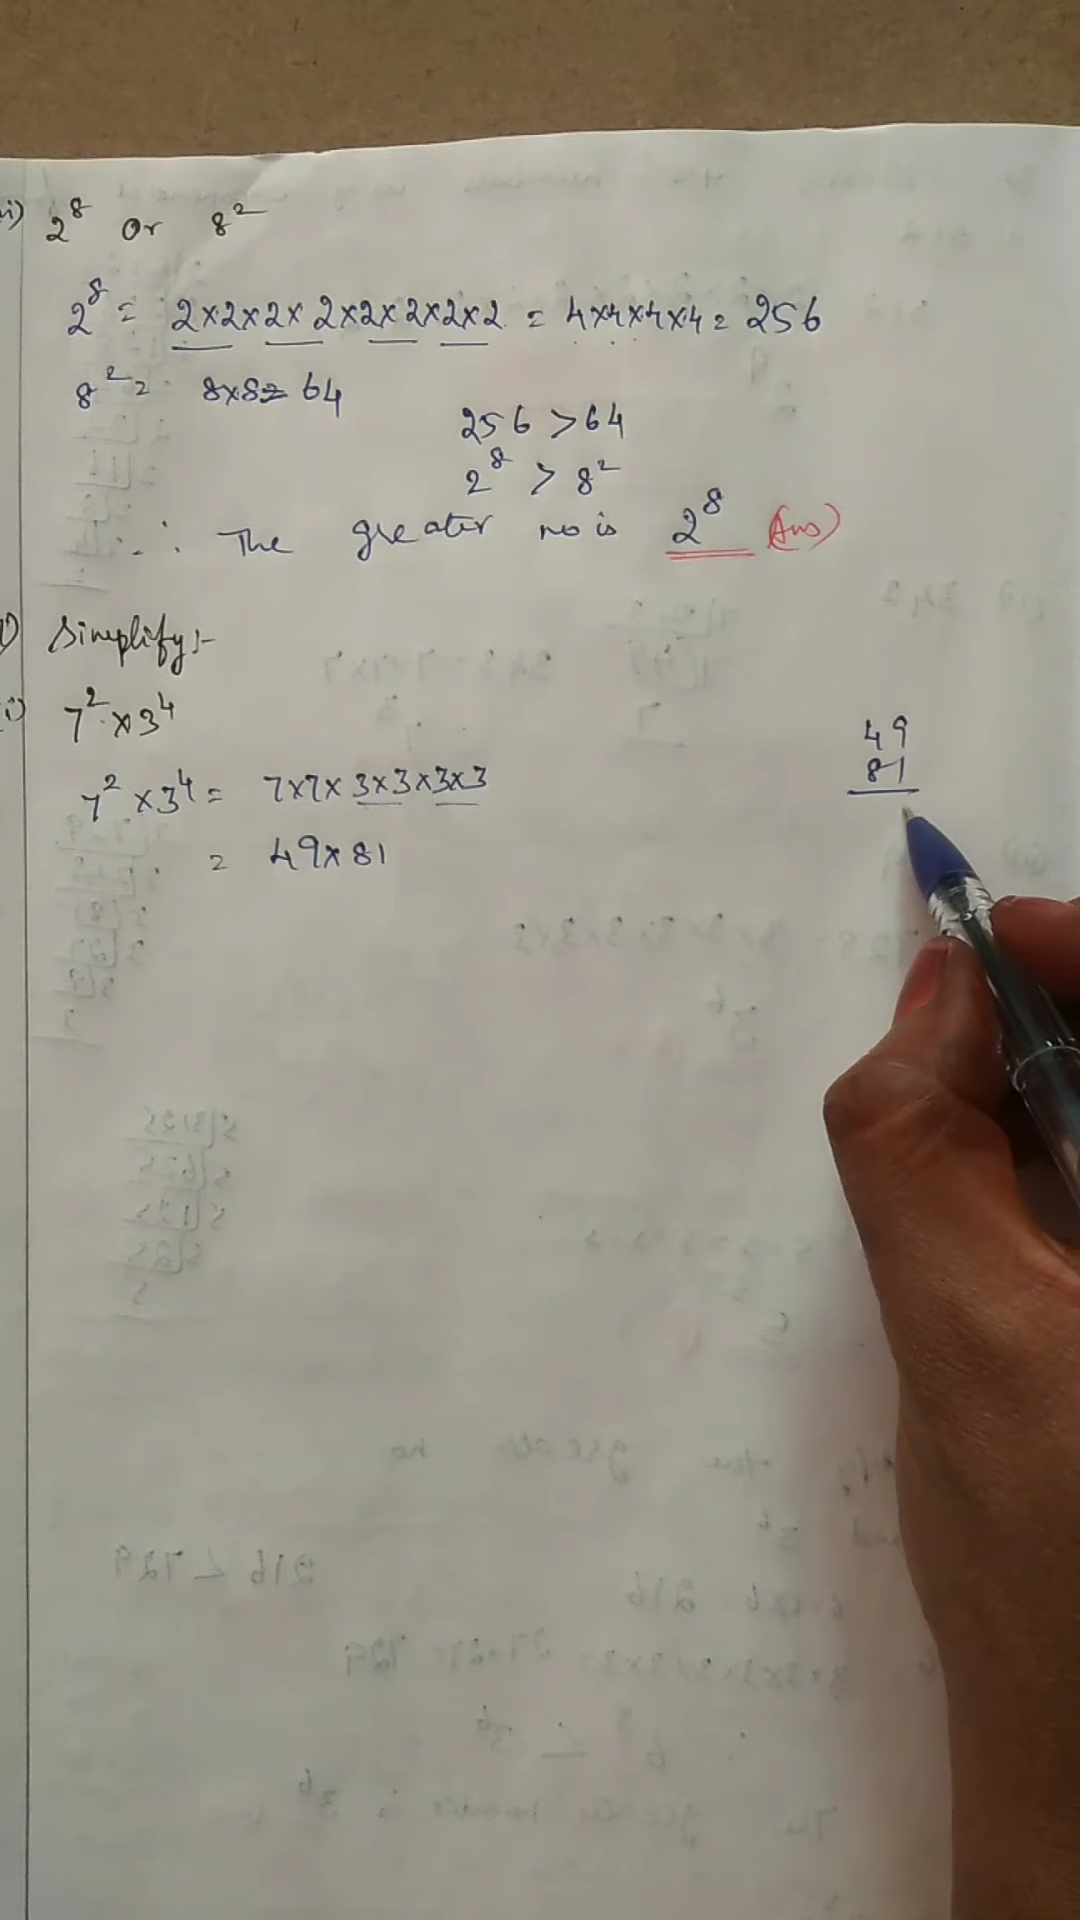 vi) 2⁸ Or 8²
2⁸ = 2×2×2×2×2×2×2×2 = 4×4×4×4 = 256
8² = 8×8 = 64
256 > 64
2⁸ > 8²
∴ The greater no is 2⁸ (Ans)
Simplify:-
i) 7² × 3⁴
7² × 3⁴ = 7×7×3×3×3×3
= 49×81
49
81